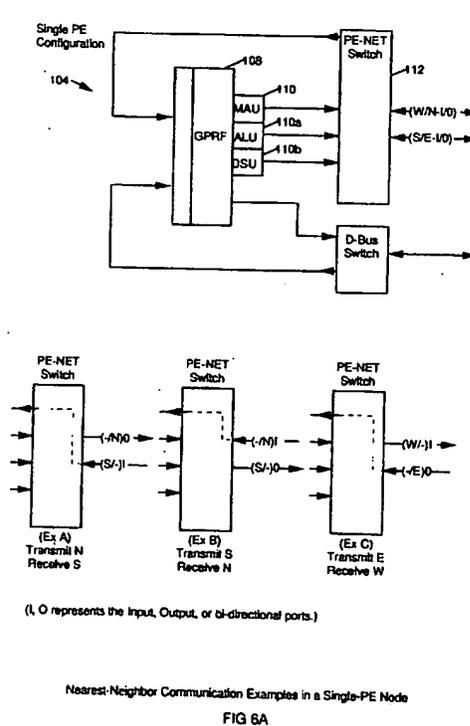 Single PE
Configuration
104
108
PE-NET
Switch
112
GPRF
MAU
110
ALU
110a
DSU
110b
(W/N-I/0)
(S/E-I/0)
D-Bus
Switch
PE-NET
Switch
(-/N)0
(S/-)I
(Ex A)
Transmit N
Receive S
PE-NET
Switch
(-/N)I
(S/-)0
(Ex B)
Transmit S
Receive N
PE-NET
Switch
(W/-)I
(-/E)0
(Ex C)
Transmit E
Receive W
(I, O represents the Input, Output, or bi-directional ports.)
Nearest-Neighbor Communication Examples in a Single-PE Node
FIG 6A